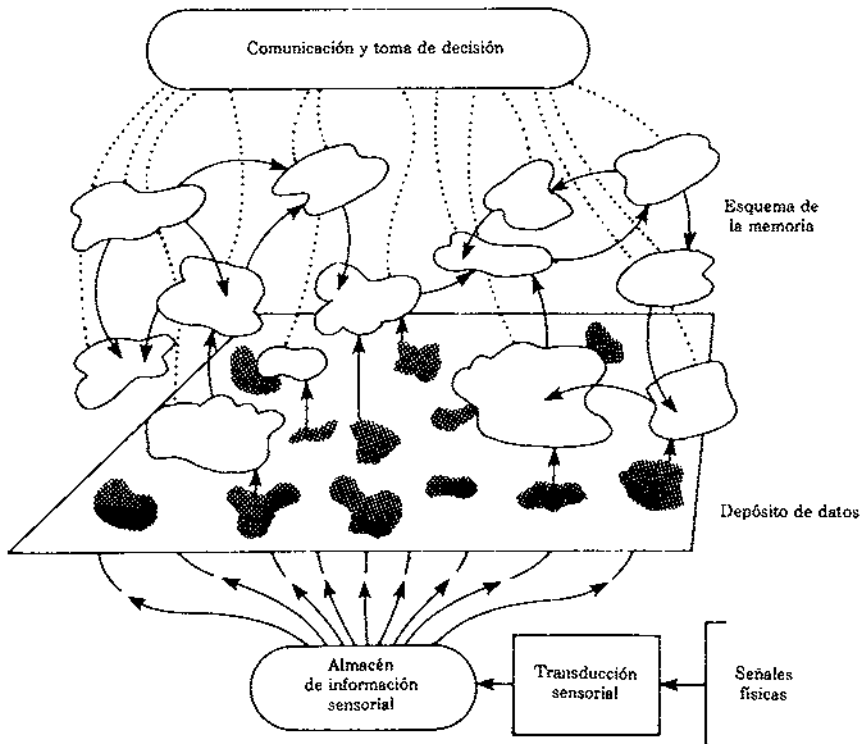 Comunicación y toma de decisión
Esquema de
la memoria
Depósito de datos
Almacén
de información
sensorial
Transducción
sensorial
Señales
físicas